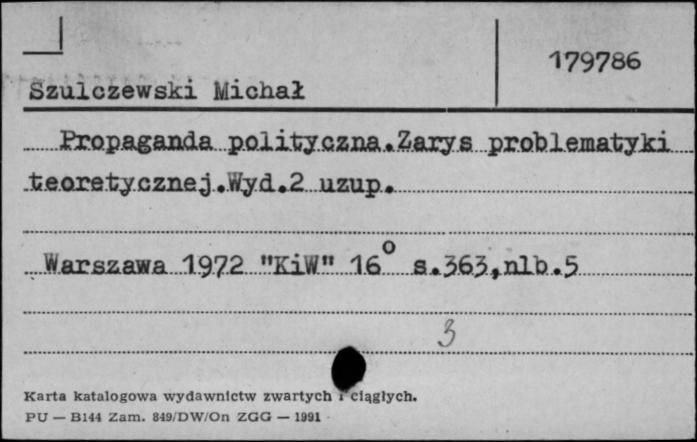 179786
Szulczewski Michał
Propaganda polityczna.Zarys problematyki
teoretycznej.Wyd.2 uzup.
Warszawa 1972 "KiW" 16° s.363,nlb.5
3
Karta katalogowa wydawnictw zwartych i ciągłych.
PU — B144 Zam. 849/DW/On ZGG — 1991